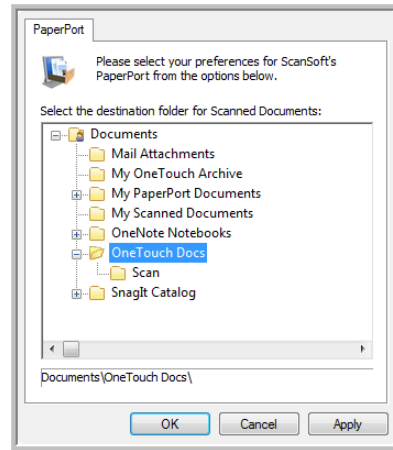 PaperPort
Please select your preferences for ScanSoft's
PaperPort from the options below.
Select the destination folder for Scanned Documents:
Documents
Mail Attachments
My OneTouch Archive
My PaperPort Documents
My Scanned Documents
OneNote Notebooks
OneTouch Docs
Scan
SnagIt Catalog
Documents\OneTouch Docs\
OK Cancel Apply